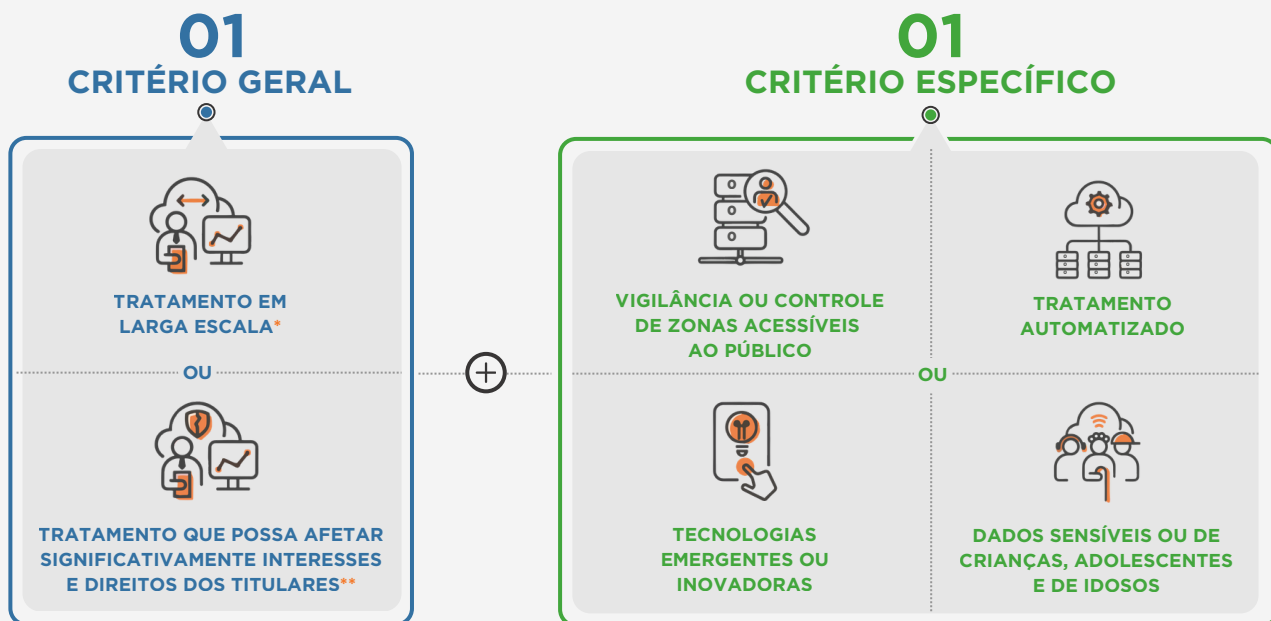 01
CRITÉRIO GERAL
TRATAMENTO EM
LARGA ESCALA*
OU
TRATAMENTO QUE POSSA AFETAR
SIGNIFICATIVAMENTE INTERESSES
E DIREITOS DOS TITULARES**
01
CRITÉRIO ESPECÍFICO
VIGILÂNCIA OU CONTROLE
DE ZONAS ACESSÍVEIS
AO PÚBLICO
TRATAMENTO
AUTOMATIZADO
OU
TECNOLOGIAS
EMERGENTES OU
INOVADORAS
DADOS SENSÍVEIS OU DE
CRIANÇAS, ADOLESCENTES
E DE IDOSOS